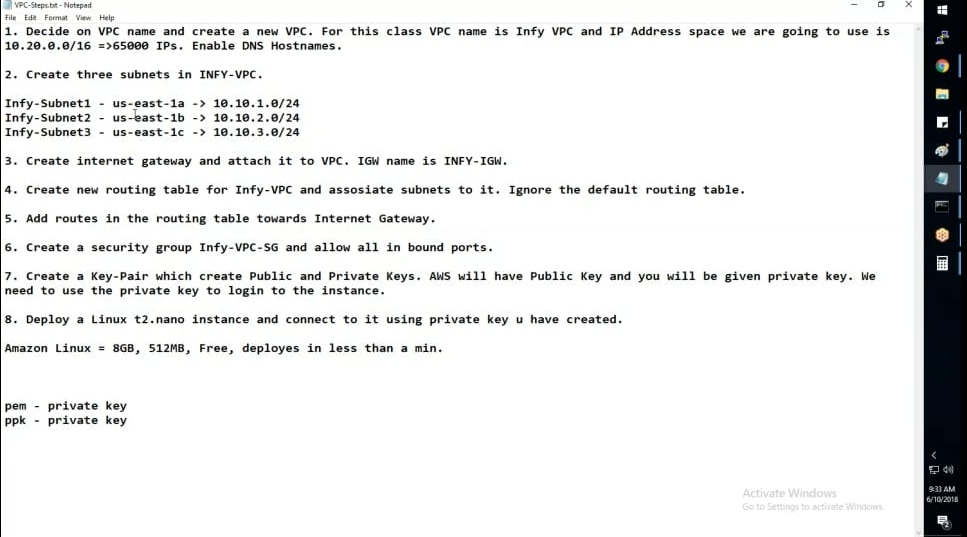 VPC-Steps.txt - Notepad
File Edit Format View Help
1. Decide on VPC name and create a new VPC. For this class VPC name is Infy VPC and IP Address space we are going to use is
10.20.0.0/16 =>65000 IPs. Enable DNS Hostnames.
2. Create three subnets in INFY-VPC.
Infy-Subnet1 - us-east-1a -> 10.10.1.0/24
Infy-Subnet2 - us-east-1b -> 10.10.2.0/24
Infy-Subnet3 - us-east-1c -> 10.10.3.0/24
3. Create internet gateway and attach it to VPC. IGW name is INFY-IGW.
4. Create new routing table for Infy-VPC and assosiate subnets to it. Ignore the default routing table.
5. Add routes in the routing table towards Internet Gateway.
6. Create a security group Infy-VPC-SG and allow all in bound ports.
7. Create a Key-Pair which create Public and Private Keys. AWS will have Public Key and you will be given private key. We
need to use the private key to login to the instance.
8. Deploy a Linux t2.nano instance and connect to it using private key u have created.
Amazon Linux = 8GB, 512MB, Free, deployes in less than a min.
pem - private key
ppk - private key
Activate Windows
Go to Settings to activate Windows.
9:33 AM
6/10/2018
2